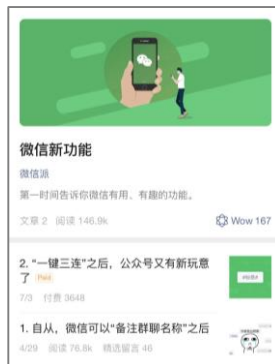 微信新功能
微信派
第一时间告诉你微信有用、有趣的功能。
文章 2 阅读 146.9k Wow 167
2. “一键三连”之后，公众号又有新玩意
了 Paid
7/3 付费 3648
1. 自从，微信可以“备注群聊名称”之后
4/29 阅读 76.8k 精选留言 46